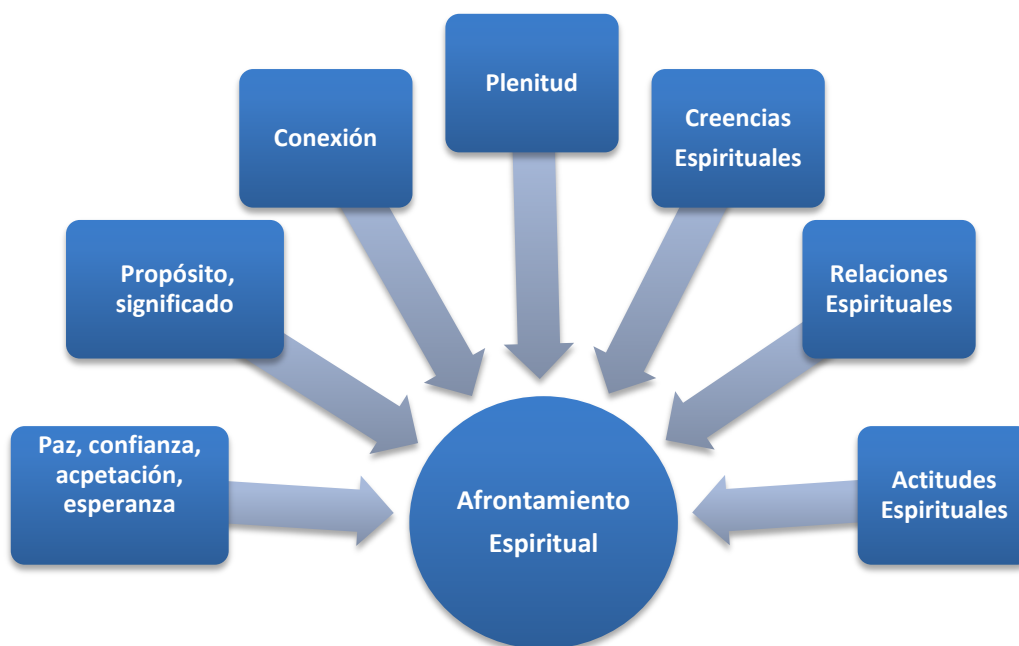 Plenitud
Conexión
Creencias
Espirituales
Propósito,
significado
Relaciones
Espirituales
Paz, confianza,
acpetación,
esperanza
Afrontamiento
Espiritual
Actitudes
Espirituales